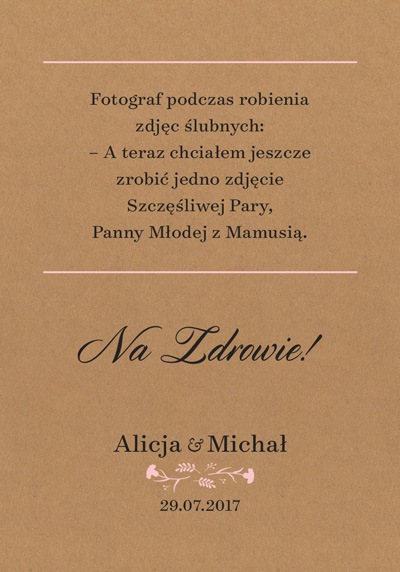 Fotograf podczas robienia
zdjęc ślubnych:
– A teraz chciałem jeszcze
zrobić jedno zdjęcie
Szczęśliwej Pary,
Panny Młodej z Mamusią.
Na Zdrowie!
Alicja & Michał
29.07.2017